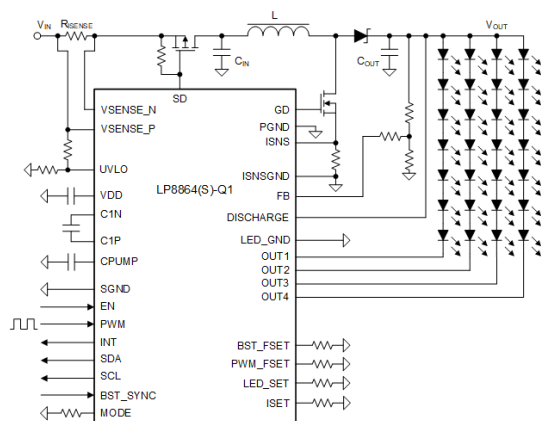 VIN RISENSE L VOUT
CIN COUT
SD
VSENSE_N GD
VSENSE_P PGND
ISNS
UVLO ISNSGND
LP8864(S)-Q1
VDD FB
C1N DISCHARGE
C1P LED_GND
CPUMP OUT1
OUT2
SGND OUT3
EN OUT4
PWM
INT BST_FSET
SDA PWM_FSET
SCL LED_SET
BST_SYNC ISET
MODE